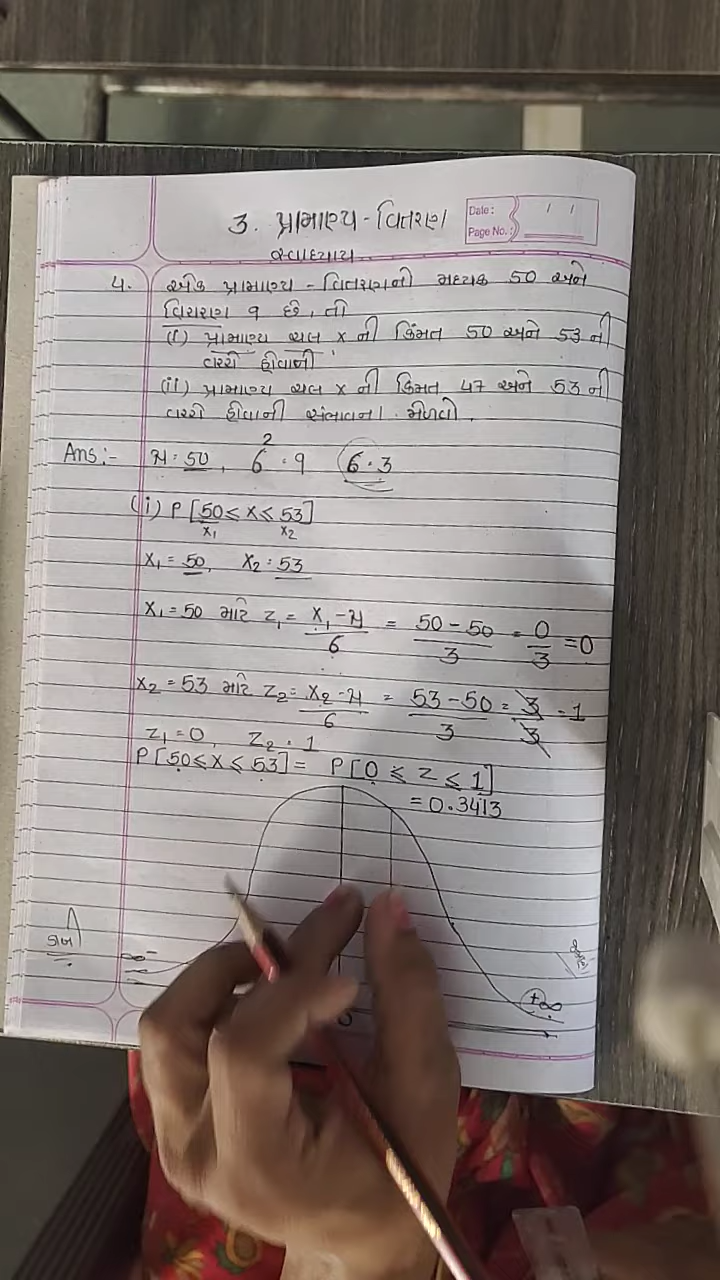 3. પ્રામાણ્ય - વિતરણ
Date : / /
Page No. :
સ્વાધ્યાય
4. એક પ્રામાણ્ય - વિતરણનો મધ્યક 50 અને
વિચરણ 9 છે, તો
(i) પ્રામાણ્ય ચલ x ની કિંમત 50 અને 53 ની
વચ્ચે હોવાની
(ii) પ્રામાણ્ય ચલ x ની કિંમત 47 અને 53 ની
વચ્ચે હોવાની સંભાવના મેળવો.
Ans :- μ = 50, σ² = 9 σ = 3
(i) P [50 ≤ x ≤ 53]
x₁ x₂
x₁ = 50, x₂ = 53
x₁ = 50 માટે z₁ = x₁ - μ / σ = 50 - 50 / 3 = 0 / 3 = 0
x₂ = 53 માટે z₂ = x₂ - μ / σ = 53 - 50 / 3 = 3 / 3 = 1
z₁ = 0, z₂ = 1
P [50 ≤ x ≤ 53] = P [0 ≤ z ≤ 1]
= 0.3413
-∞
+∞